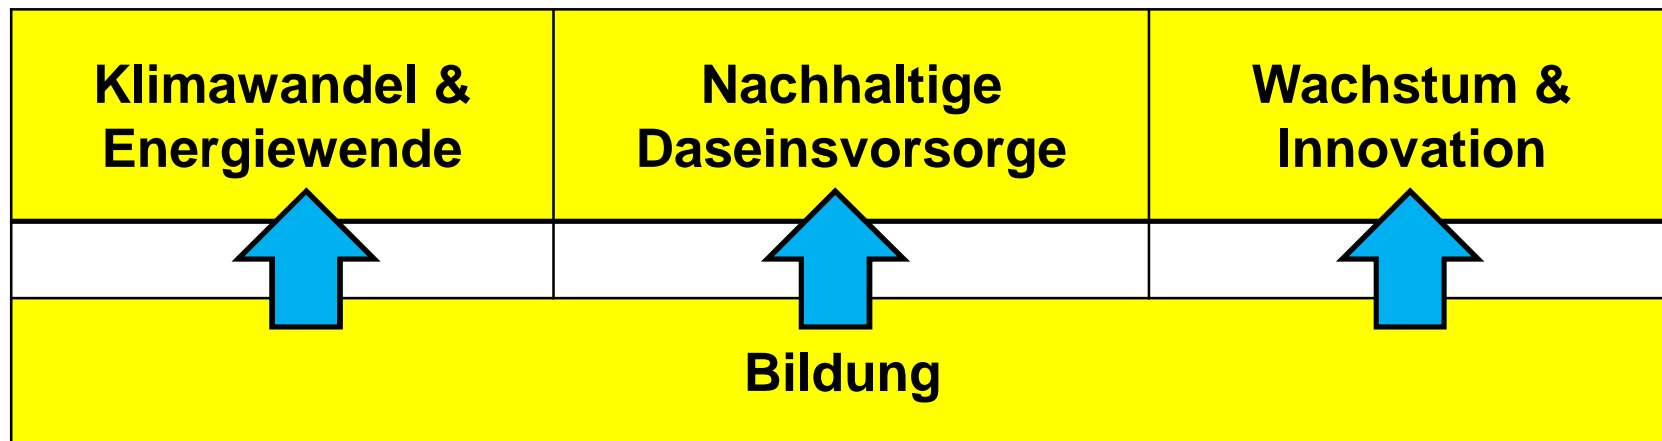 Klimawandel &
Energiewende
Nachhaltige
Daseinsvorsorge
Wachstum &
Innovation
Bildung